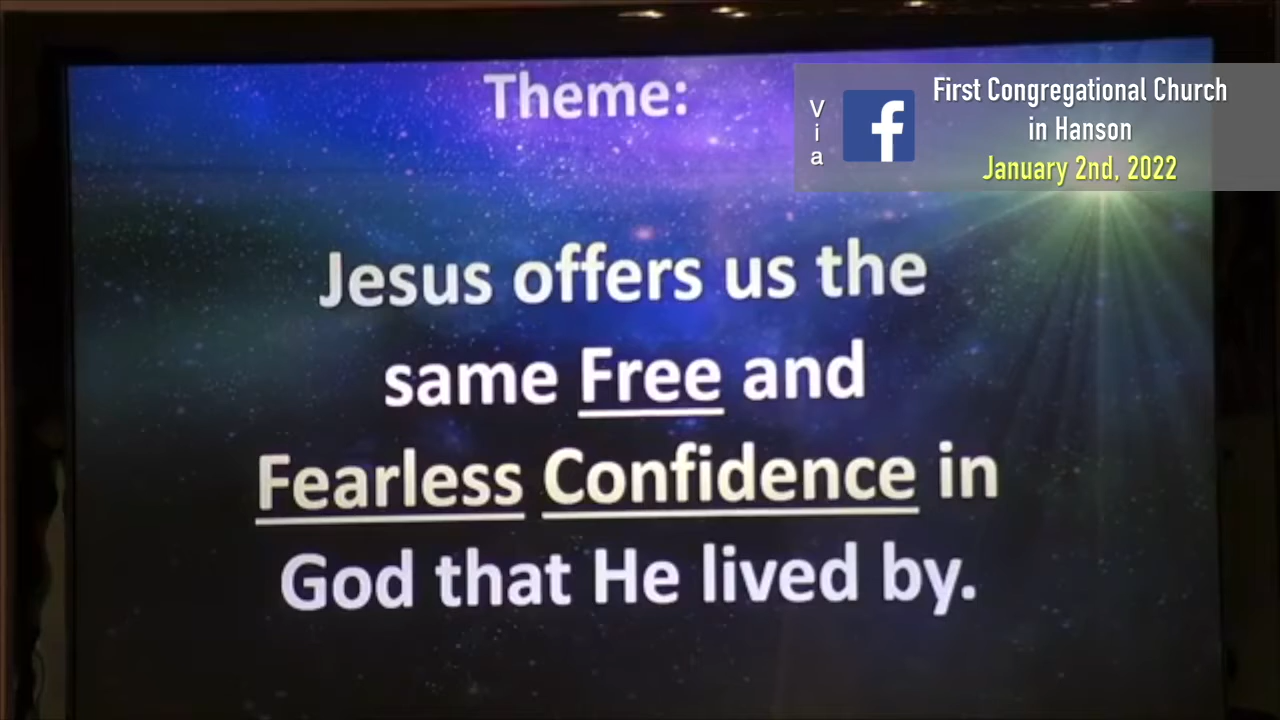 Theme:
Via
First Congregational Church
in Hanson
January 2nd, 2022
Jesus offers us the
same Free and
Fearless Confidence in
God that He lived by.